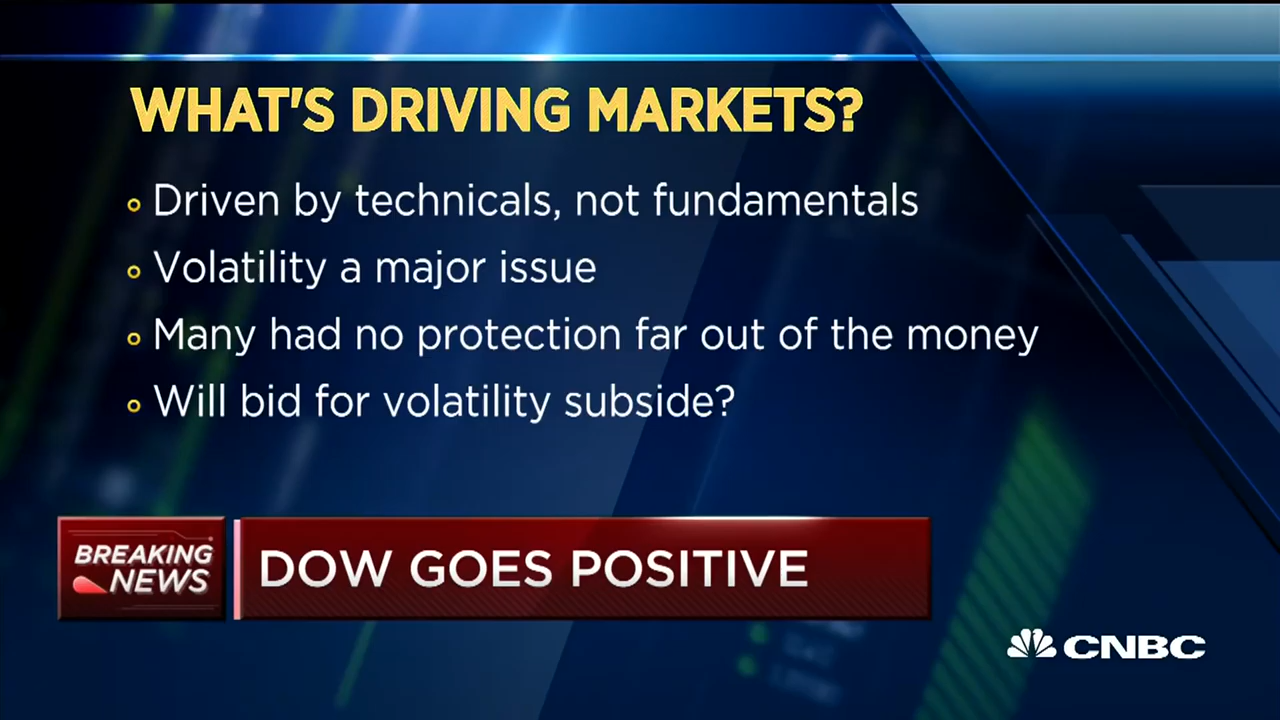 WHAT'S DRIVING MARKETS?
Driven by technicals, not fundamentals
Volatility a major issue
Many had no protection far out of the money
Will bid for volatility subside?
BREAKING
NEWS
DOW GOES POSITIVE
CNBC